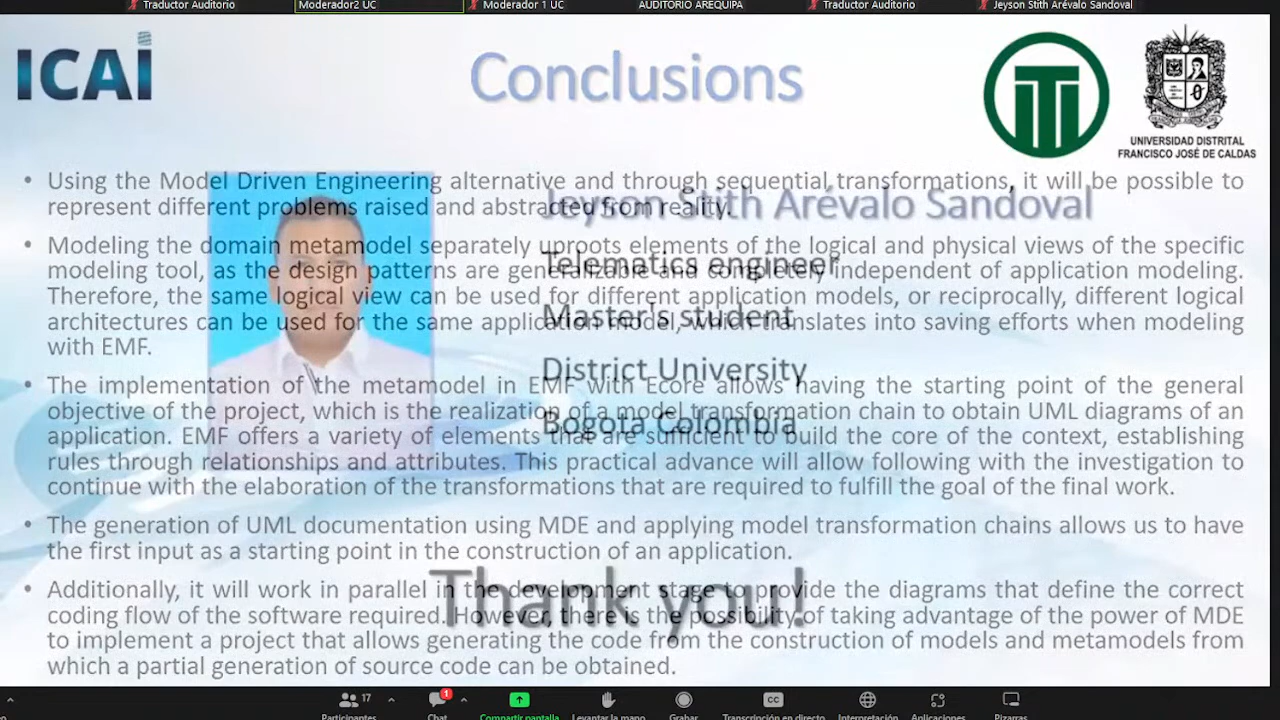 Traductor Auditorio
Moderador2 UC
Moderador 1 UC
AUDITORIO AREQUIPA
Traductor Auditorio
Jeyson Stith Arévalo Sandoval
ICAI
Conclusions
UNIVERSIDAD DISTRITAL
FRANCISCO JOSÉ DE CALDAS
• Using the Model Driven Engineering alternative and through sequential transformations, it will be possible to
represent different problems raised and abstracted from reality.
• Modeling the domain metamodel separately uproots elements of the logical and physical views of the specific
modeling tool, as the design patterns are generalizable and completely independent of application modeling.
Therefore, the same logical view can be used for different application models, or reciprocally, different logical
architectures can be used for the same application model, which translates into saving efforts when modeling
with EMF.
• The implementation of the metamodel in EMF with Ecore allows having the starting point of the general
objective of the project, which is the realization of a model transformation chain to obtain UML diagrams of an
application. EMF offers a variety of elements that are sufficient to build the core of the context, establishing
rules through relationships and attributes. This practical advance will allow following with the investigation to
continue with the elaboration of the transformations that are required to fulfill the goal of the final work.
• The generation of UML documentation using MDE and applying model transformation chains allows us to have
the first input as a starting point in the construction of an application.
• Additionally, it will work in parallel in the development stage to provide the diagrams that define the correct
coding flow of the software required. However, there is the possibility of taking advantage of the power of MDE
to implement a project that allows generating the code from the construction of models and metamodels from
which a partial generation of source code can be obtained.
Jeyson Stith Arévalo Sandoval
Telematics engineer
Master's student
District University
Bogota Colombia
Thank you!
17
1
CC
Participantes
Chat
Compartir pantalla
Levantar la mano
Grabar
Transcripción en directo
Interpretación
Aplicaciones
Pizarras